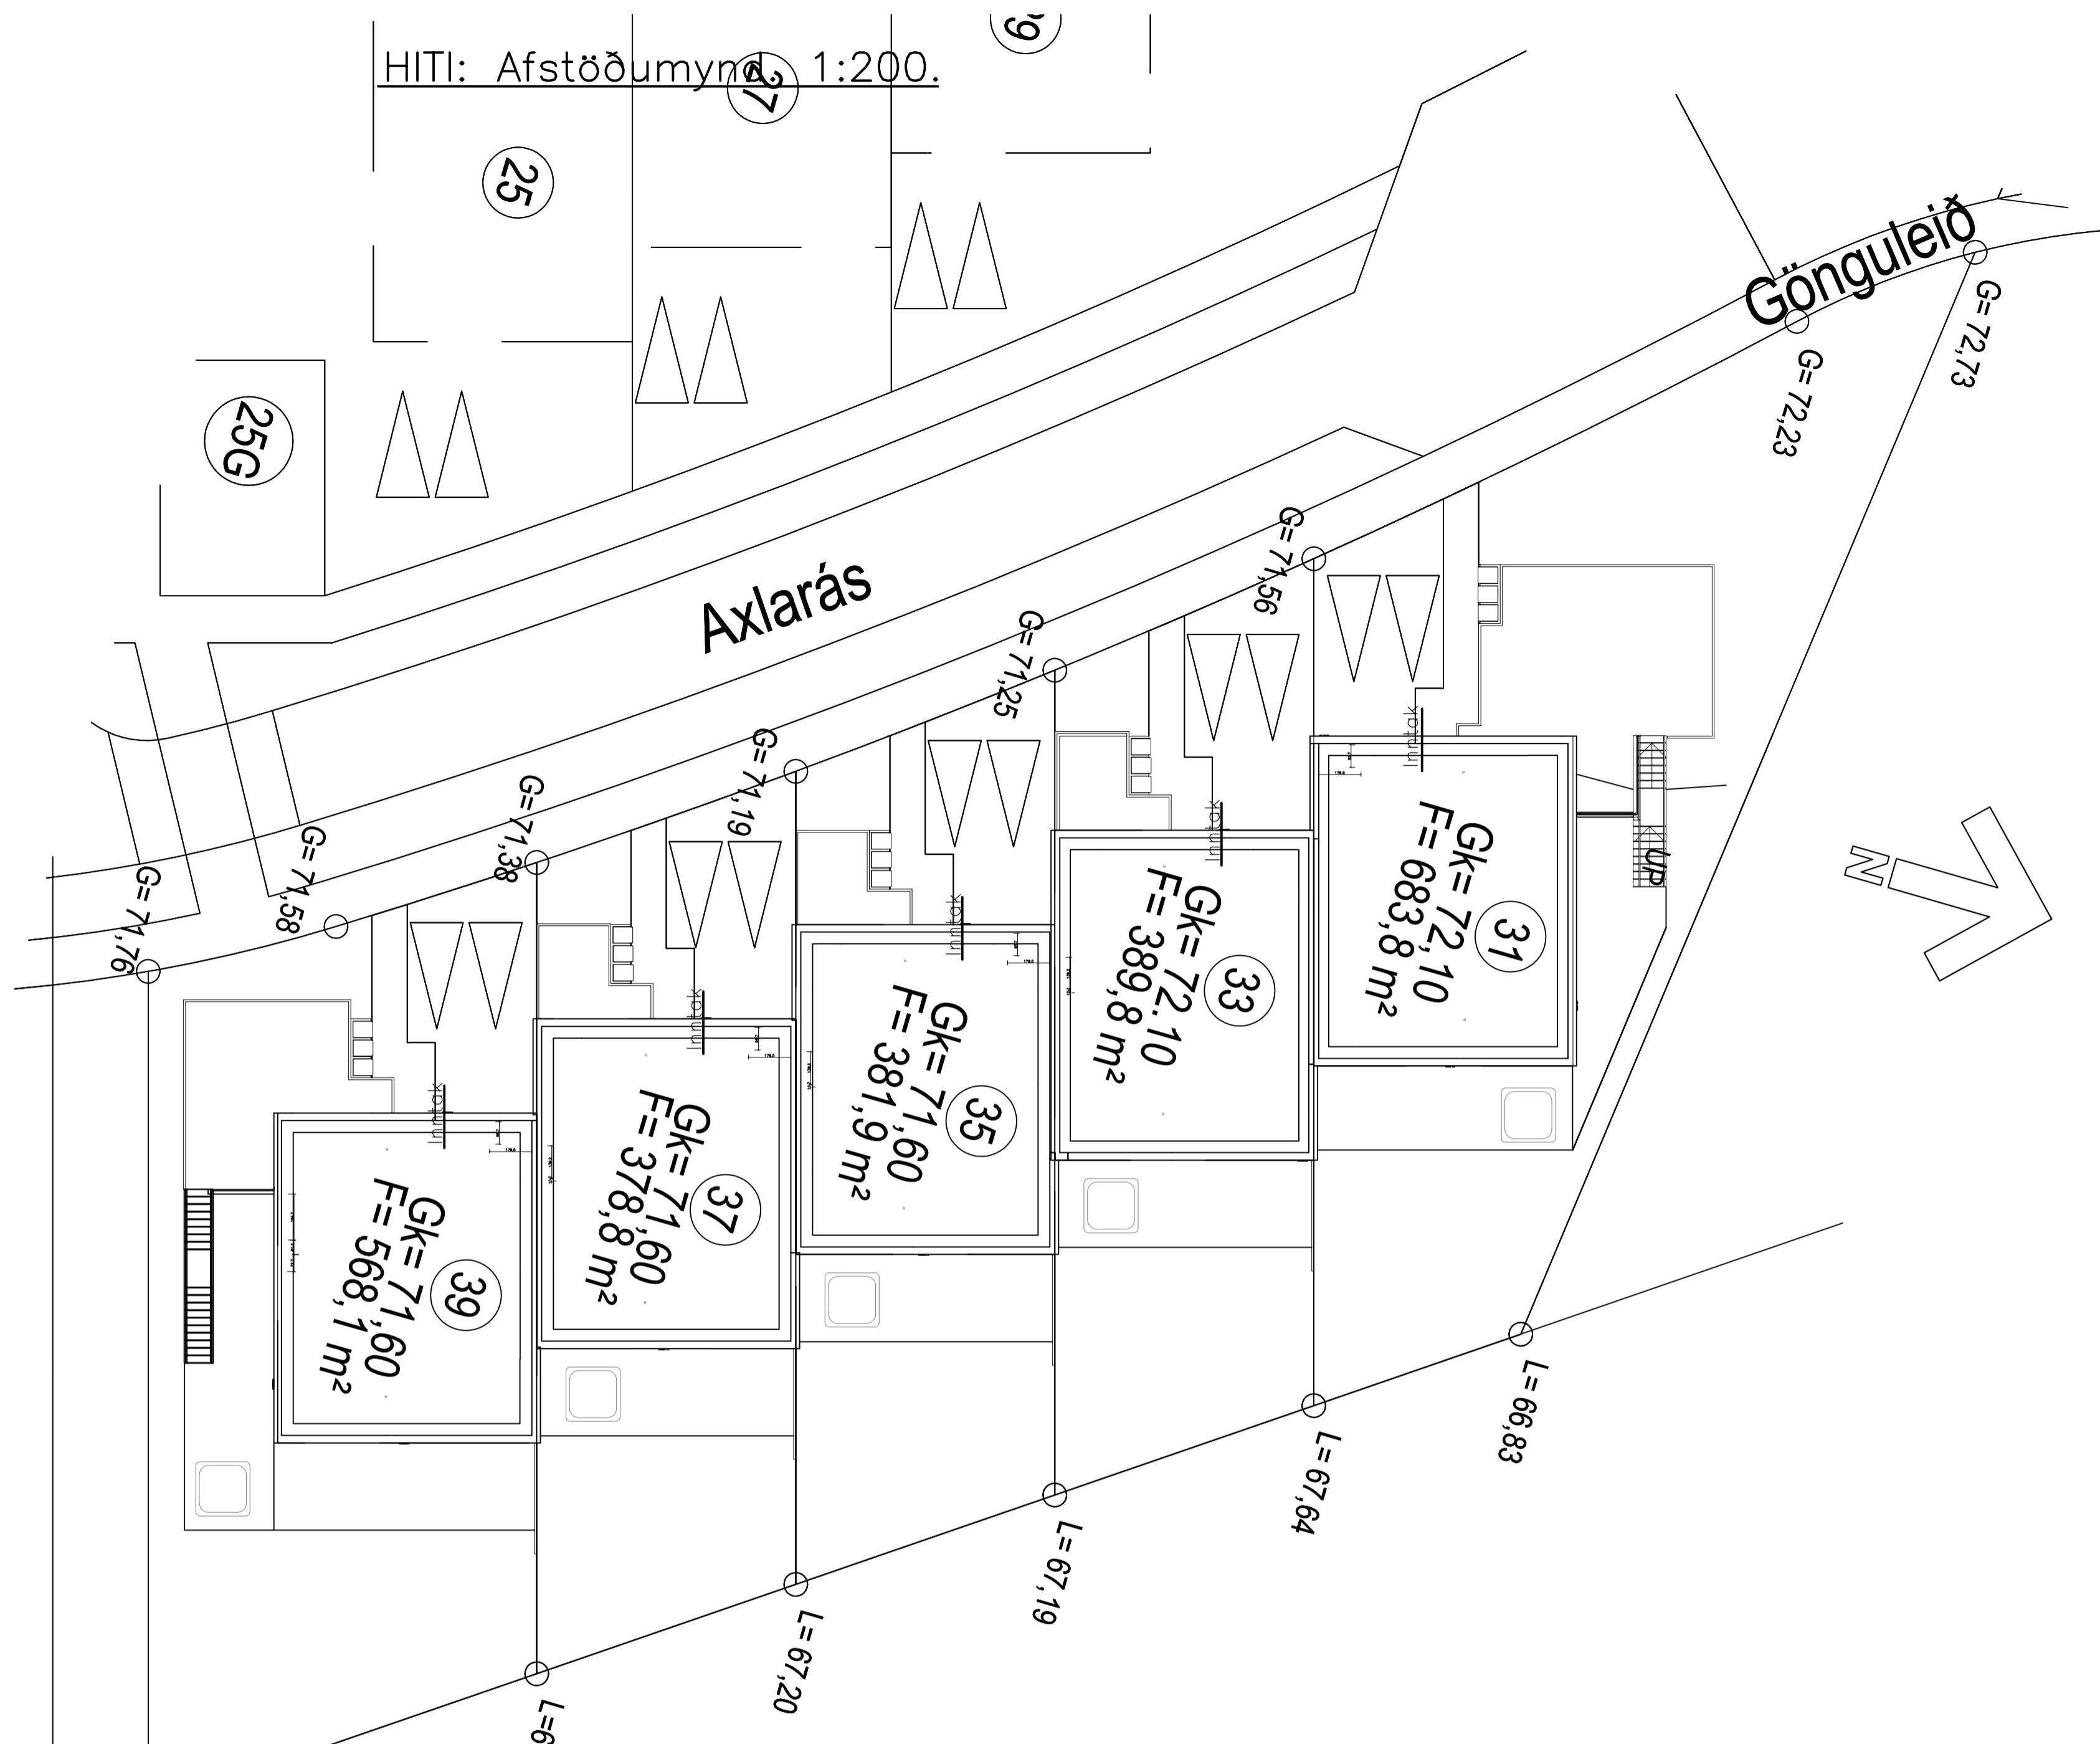 HITI: Afstöðumynd. 1:200.
27
25
25G
Gönguleið
Axlarás
G= 72,73
G= 72,23
G= 71,56
G= 71,25
G= 71,19
G= 71,38
G= 71,58
G= 71,76
Inntak
Gk= 72,10
F= 683,8 m²
31
UP
N
Inntak
Gk= 72.10
F= 389,8 m²
33
Inntak
Gk= 71,60
F= 381,9 m²
35
Inntak
Gk= 71,60
F= 378,8 m²
37
Inntak
Gk= 71,60
F= 568,1 m²
39
L= 66,83
L= 67,64
L= 67,19
L= 67,20